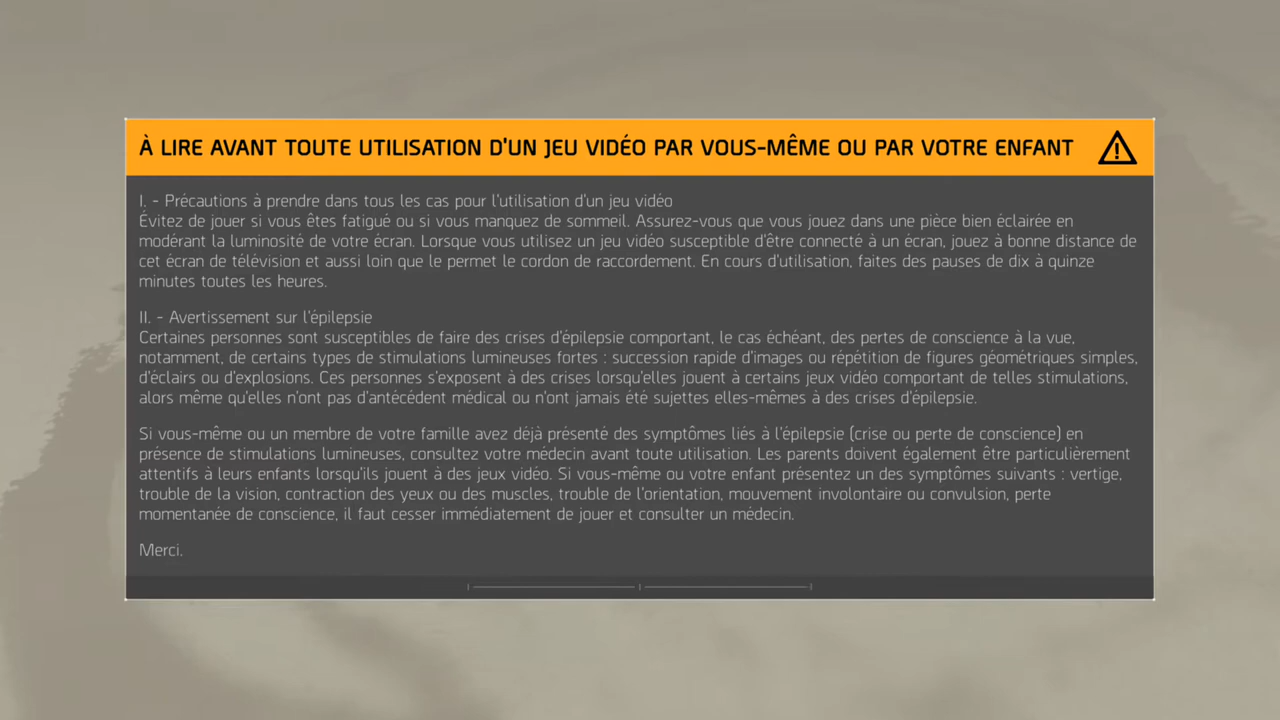 À LIRE AVANT TOUTE UTILISATION D'UN JEU VIDÉO PAR VOUS-MÊME OU PAR VOTRE ENFANT
I. - Précautions à prendre dans tous les cas pour l'utilisation d'un jeu vidéo
Évitez de jouer si vous êtes fatigué ou si vous manquez de sommeil. Assurez-vous que vous jouez dans une pièce bien éclairée en
modérant la luminosité de votre écran. Lorsque vous utilisez un jeu vidéo susceptible d'être connecté à un écran, jouez à bonne distance de
cet écran de télévision et aussi loin que le permet le cordon de raccordement. En cours d'utilisation, faites des pauses de dix à quinze
minutes toutes les heures.
II. - Avertissement sur l'épilepsie
Certaines personnes sont susceptibles de faire des crises d'épilepsie comportant, le cas échéant, des pertes de conscience à la vue,
notamment, de certains types de stimulations lumineuses fortes : succession rapide d'images ou répétition de figures géométriques simples,
d'éclairs ou d'explosions. Ces personnes s'exposent à des crises lorsqu'elles jouent à certains jeux vidéo comportant de telles stimulations,
alors même qu'elles n'ont pas d'antécédent médical ou n'ont jamais été sujettes elles-mêmes à des crises d'épilepsie.
Si vous-même ou un membre de votre famille avez déjà présenté des symptômes liés à l'épilepsie (crise ou perte de conscience) en
présence de stimulations lumineuses, consultez votre médecin avant toute utilisation. Les parents doivent également être particulièrement
attentifs à leurs enfants lorsqu'ils jouent à des jeux vidéo. Si vous-même ou votre enfant présentez un des symptômes suivants : vertige,
trouble de la vision, contraction des yeux ou des muscles, trouble de l'orientation, mouvement involontaire ou convulsion, perte
momentanée de conscience, il faut cesser immédiatement de jouer et consulter un médecin.
Merci.